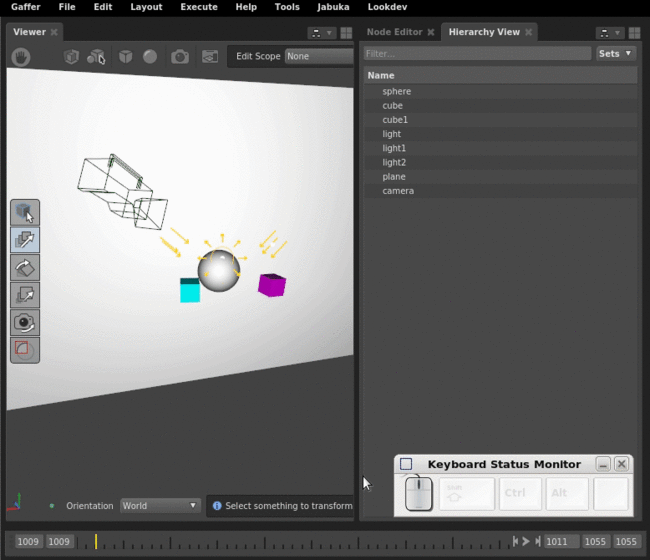 Gaffer File Edit Layout Execute Help Tools Jabuka Lookdev
Viewer
Node Editor Hierarchy View
Edit Scope None
Filter... Sets
Name
sphere
cube
cube1
light
light1
light2
plane
camera
Keyboard Status Monitor
Shift Ctrl Alt
Orientation World Select something to transform
1009 1009 1011 1055 1055